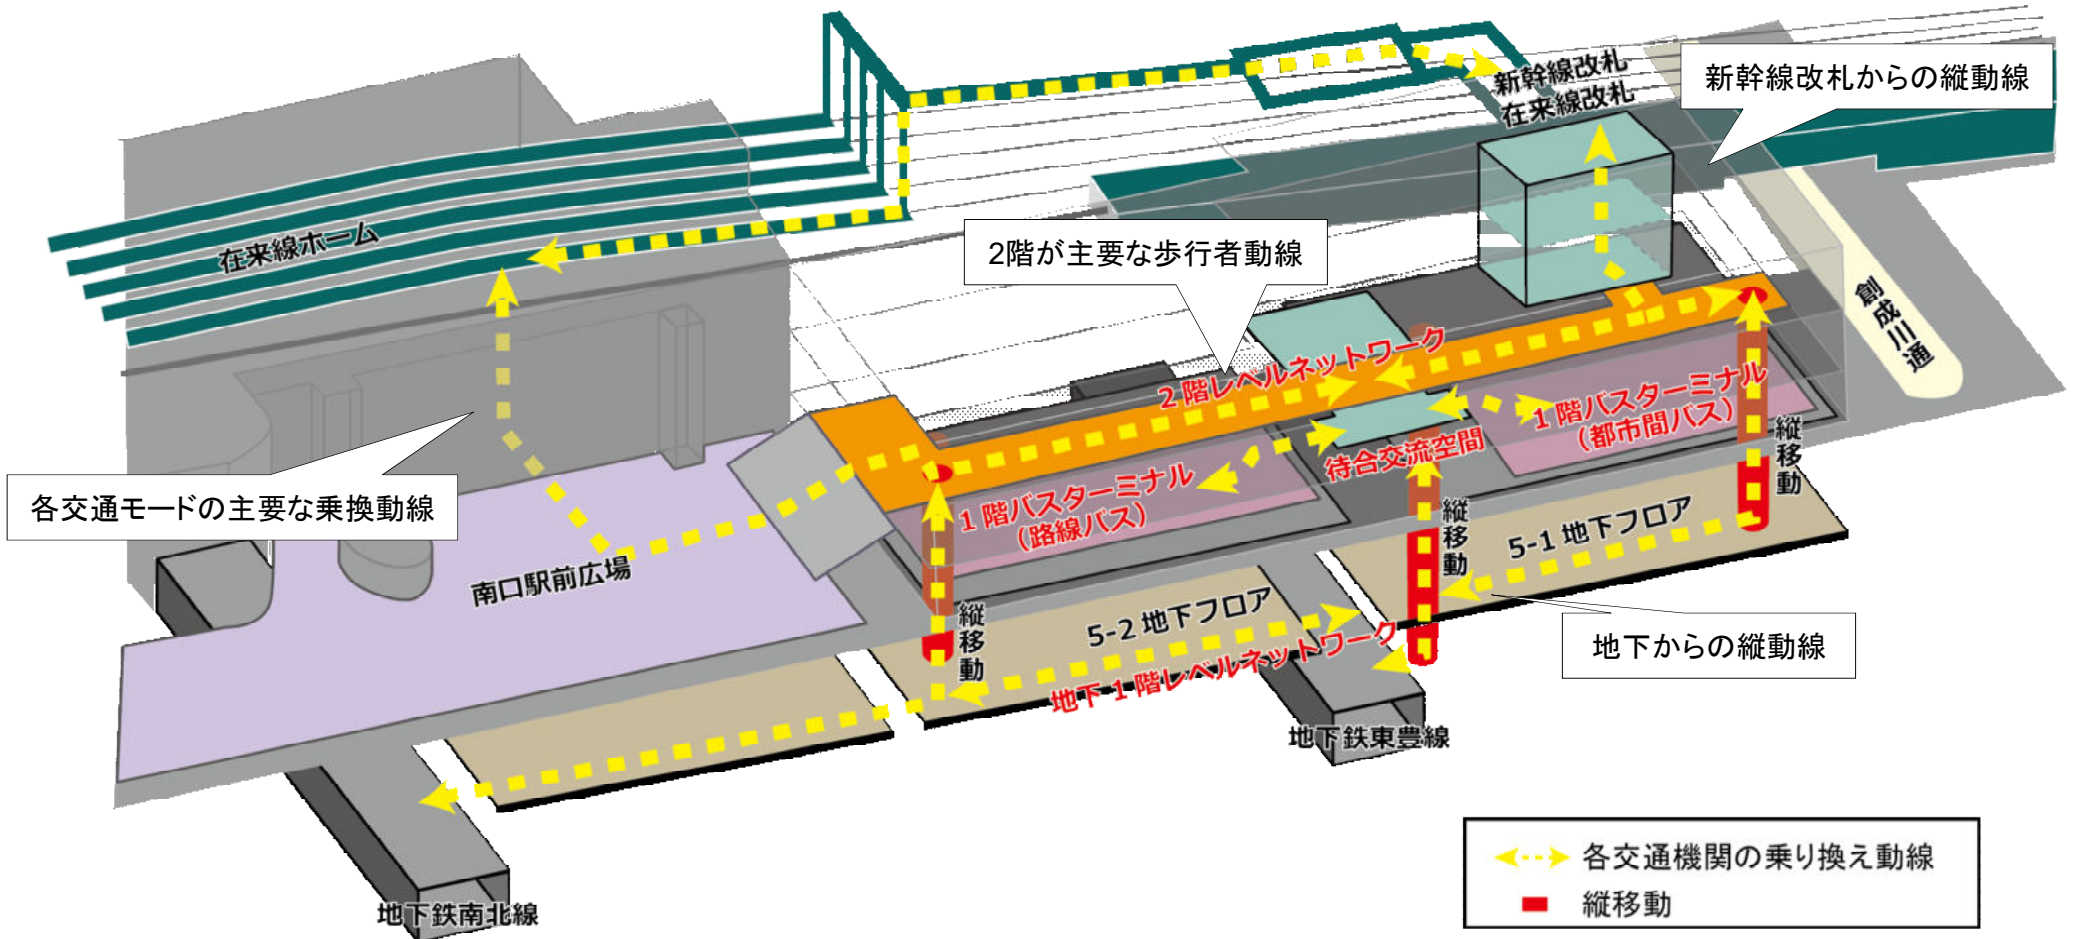 新幹線改札
在来線改札
新幹線改札からの縦動線
在来線ホーム
2階が主要な歩行者動線
創成川通
2階レベルネットワーク
1階バスターミナル
(都市間バス)
縦移動
待合交流空間
各交通モードの主要な乗換動線
1階バスターミナル
(路線バス)
縦移動
5-1 地下フロア
南口駅前広場
縦移動
5-2 地下フロア
地下1階レベルネットワーク
地下からの縦動線
地下鉄東豊線
地下鉄南北線
各交通機関の乗り換え動線
縦移動